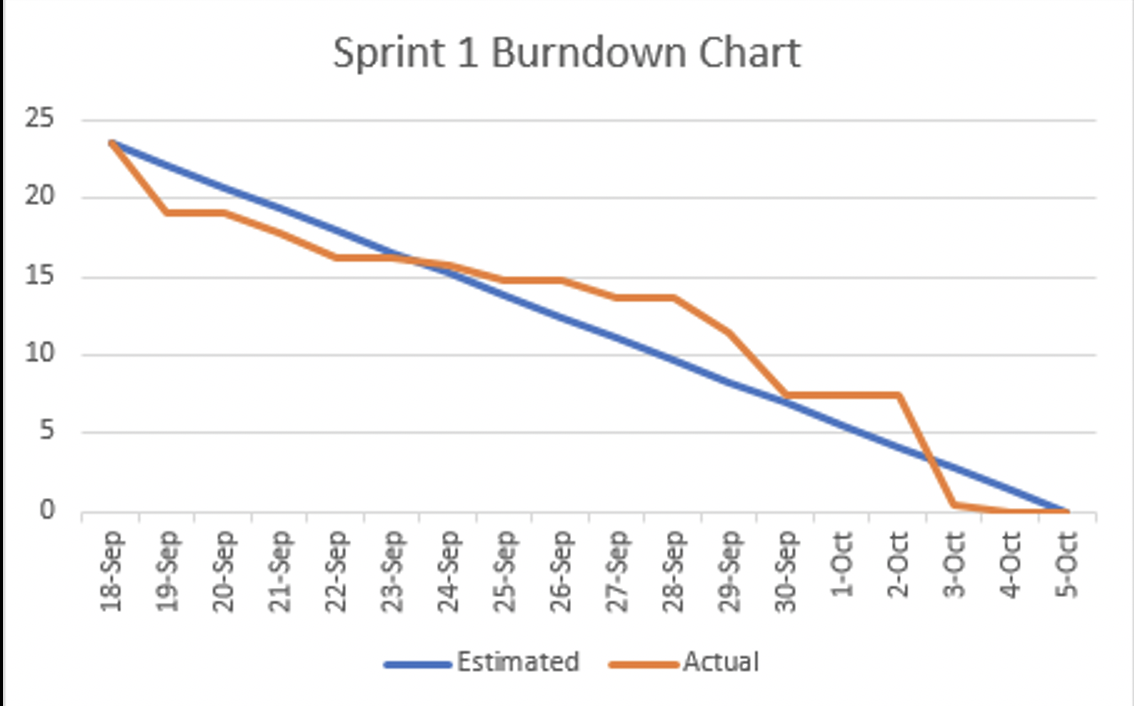 Sprint 1 Burndown Chart
25
20
15
10
5
0
18-Sep
19-Sep
20-Sep
21-Sep
22-Sep
23-Sep
24-Sep
25-Sep
26-Sep
27-Sep
28-Sep
29-Sep
30-Sep
1-Oct
2-Oct
3-Oct
4-Oct
5-Oct
Estimated Actual